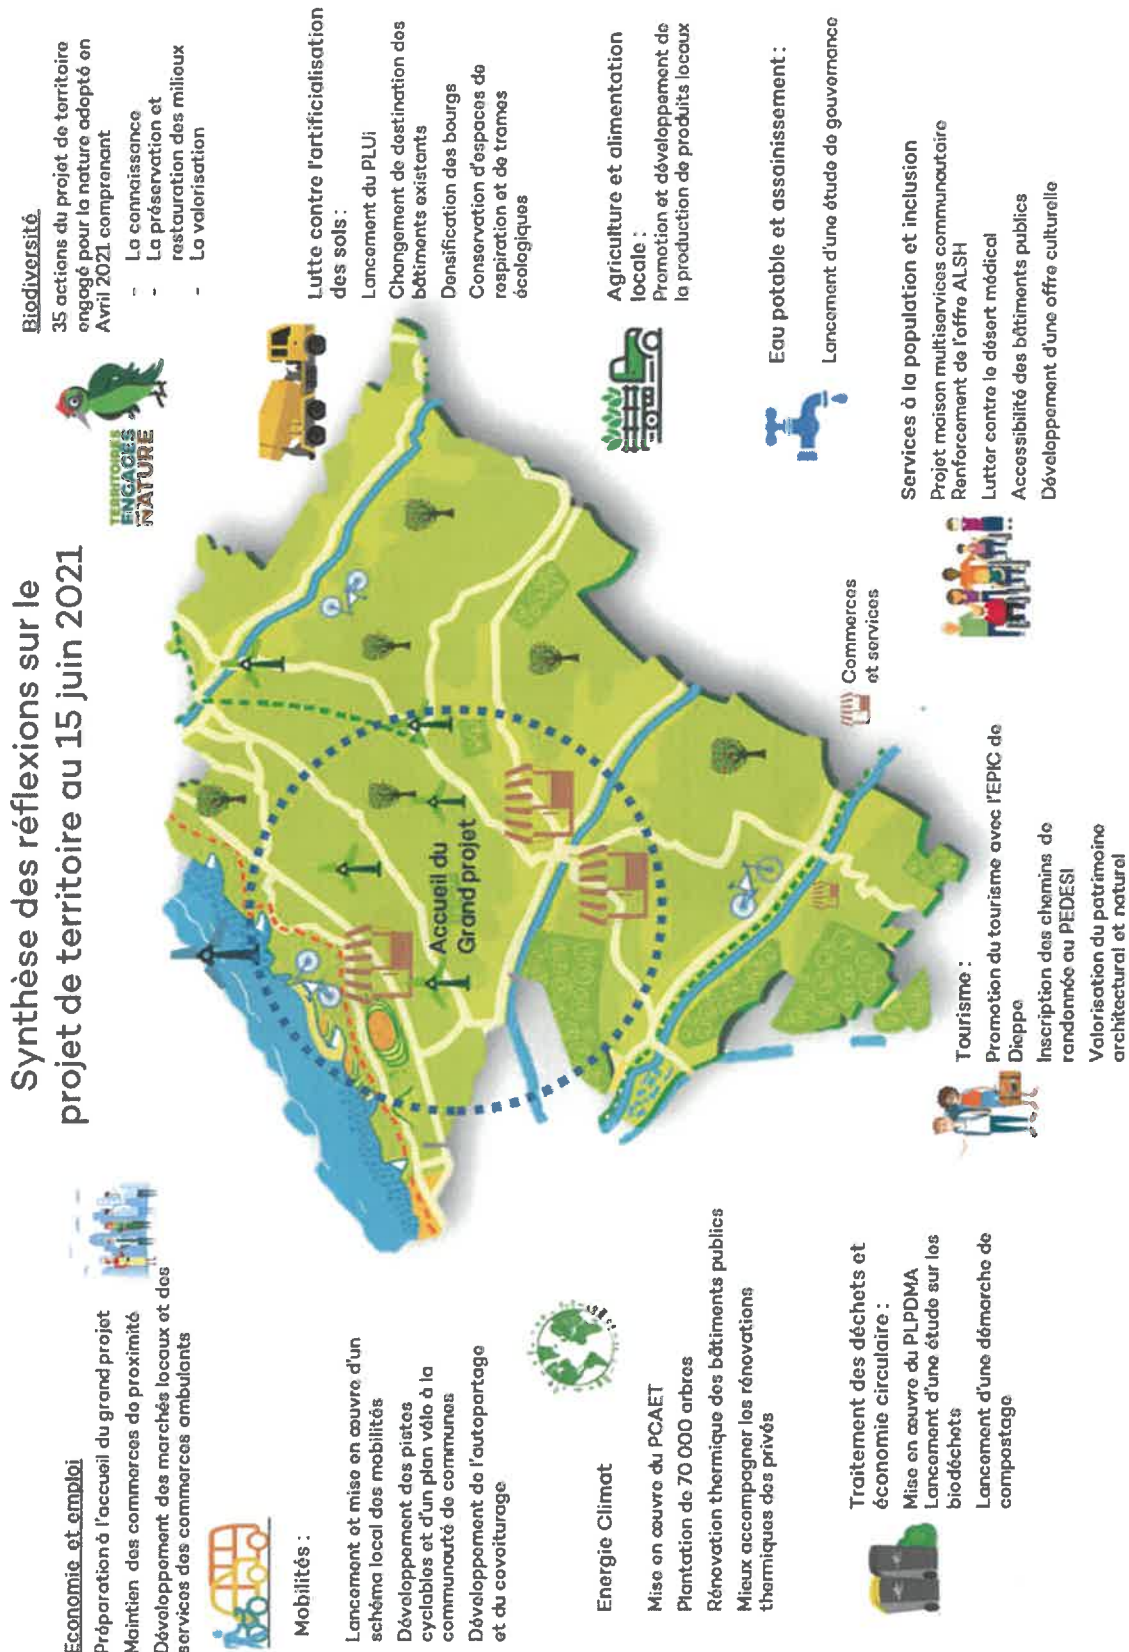 Synthèse des réflexions sur le
projet de territoire au 15 juin 2021
Economie et emploi
Préparation à l'accueil du grand projet
Maintien des commerces de proximité
Développement des marchés locaux et des
services des commerces ambulants
Mobilités :
Lancement et mise en œuvre d'un
schéma local des mobilités
Développement des pistes
cyclables et d'un plan vélo à la
communauté de communes
Développement de l'autopartage
et du covoiturage
Energie Climat
Mise en œuvre du PCAET
Plantation de 70 000 arbres
Rénovation thermique des bâtiments publics
Mieux accompagner les rénovations
thermiques des privés
Traitement des déchets et
économie circulaire :
Mise en œuvre du PLPDMA
Lancement d'une étude sur les
biodéchets
Lancement d'une démarche de
compostage
Accueil du
Grand projet
Commerces
et services
Tourisme :
Promotion du tourisme avec l'EPIC de
Dieppe
Inscription des chemins de
randonnée au PEDESI
Valorisation du patrimoine
architectural et naturel
TERRITOIRES
ENGAGÉS
NATURE
Biodiversité
35 actions du projet de territoire
engagé pour la nature adopté en
Avril 2021 comprenant
- La connaissance
- La préservation et
restauration des milieux
- La valorisation
Lutte contre l'artificialisation
des sols :
Lancement du PLUi
Changement de destination des
bâtiments existants
Densification des bourgs
Conservation d'espaces de
respiration et de trames
écologiques
Agriculture et alimentation
locale :
Promotion et développement de
la production de produits locaux
Eau potable et assainissement :
Lancement d'une étude de gouvernance
Services à la population et inclusion
Projet maison multiservices communautaire
Renforcement de l'offre ALSH
Lutter contre le désert médical
Accessibilité des bâtiments publics
Développement d'une offre culturelle